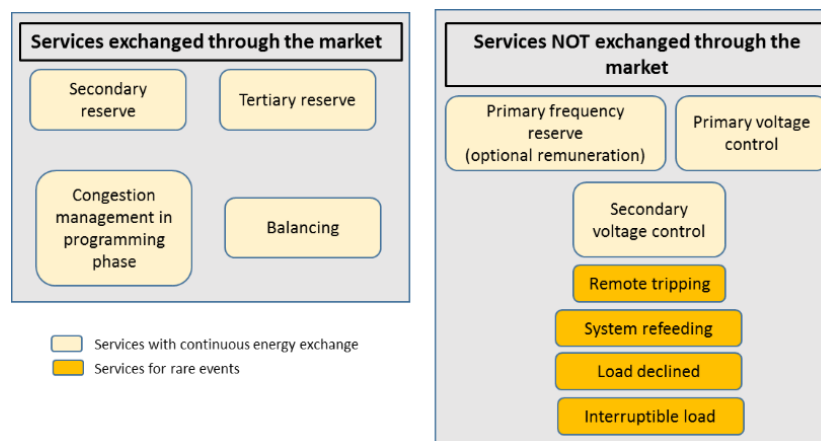 Services exchanged through the market
Secondary
reserve
Tertiary reserve
Congestion
management in
programming
phase
Balancing
Services with continuous energy exchange
Services for rare events
Services NOT exchanged through the
market
Primary frequency
reserve
(optional remuneration)
Primary voltage
control
Secondary
voltage control
Remote tripping
System refeeding
Load declined
Interruptible load